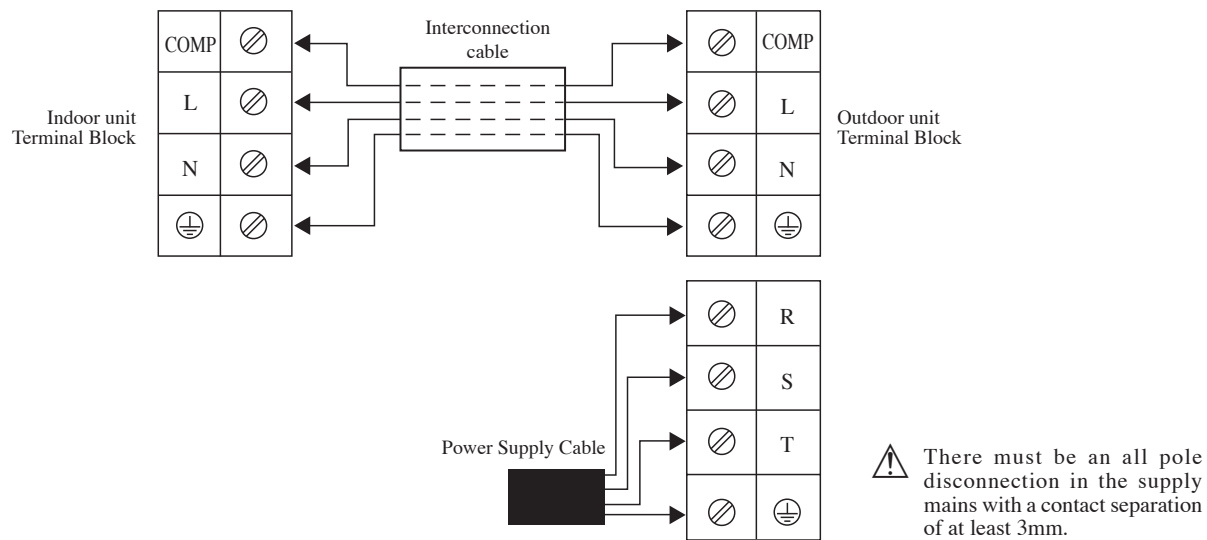 Interconnection
cable
Indoor unit
Terminal Block
COMP
L
N
COMP
L
N
Outdoor unit
Terminal Block
Power Supply Cable
R
S
T
There must be an all pole
disconnection in the supply
mains with a contact separation
of at least 3mm.